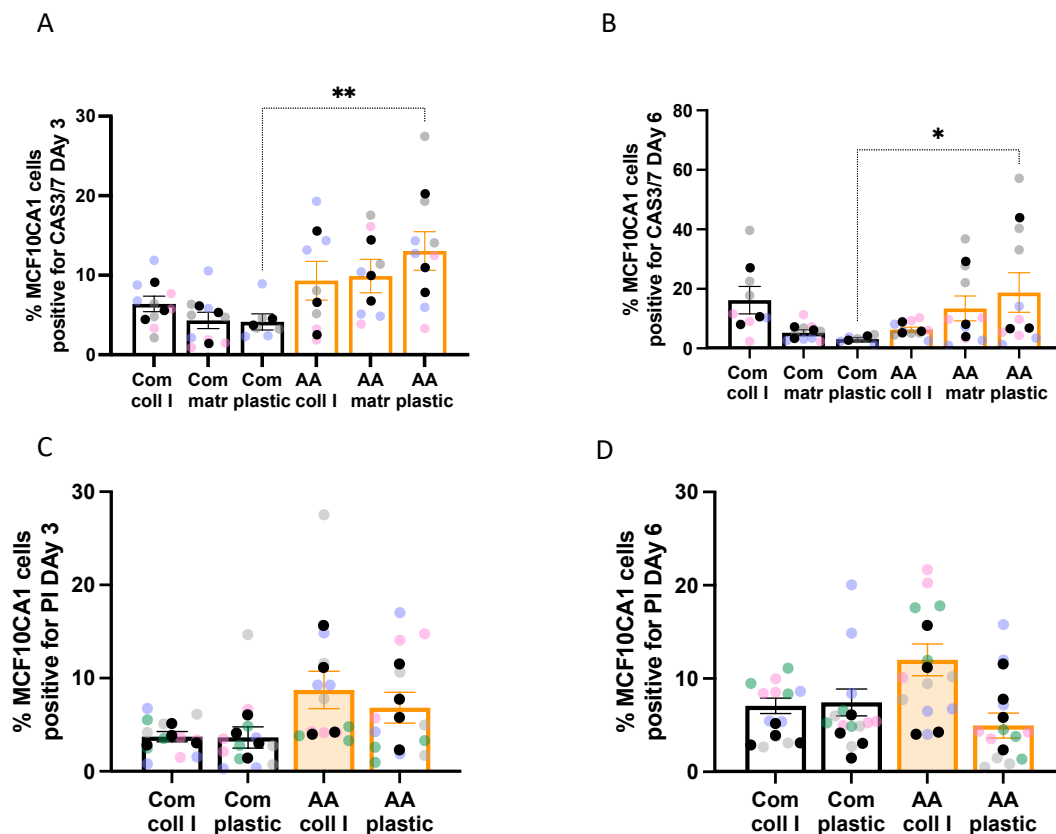 A
% MCF10CA1 cells
positive for CAS3/7 DAy 3
30
20
10
0
**
Com Com Com AA AA AA
coll I matr plastic coll I matr plastic
B
% MCF10CA1 cells
positive for CAS3/7 DAy 6
80
60
40
20
0
*
Com Com Com AA AA AA
coll I matr plastic coll I matr plastic
C
% MCF10CA1 cells
positive for PI DAy 3
30
20
10
0
Com Com AA AA
coll I plastic coll I plastic
D
% MCF10CA1 cells
positive for PI DAy 6
30
20
10
0
Com Com AA AA
coll I plastic coll I plastic